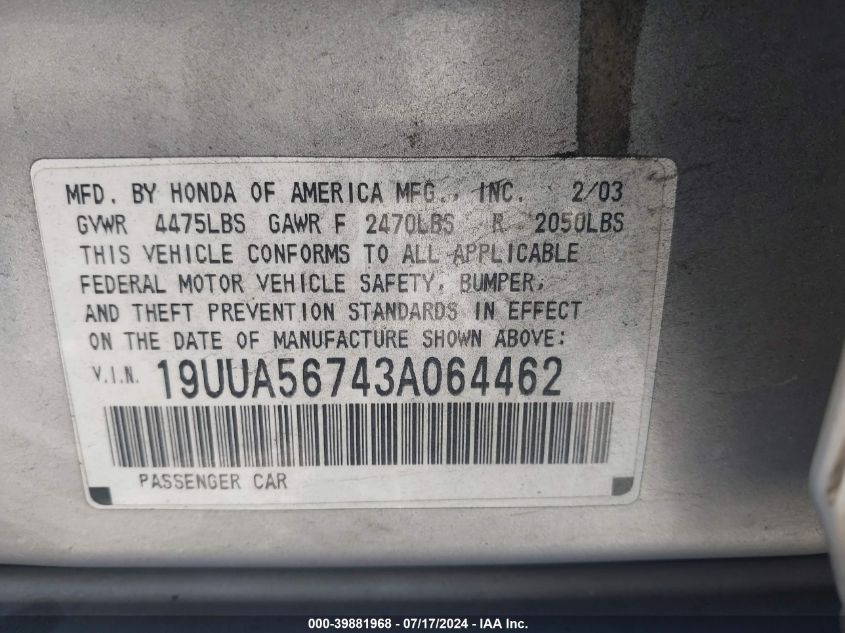 MFD. BY HONDA OF AMERICA MFG., INC. 2/03
GVWR 4475LBS GAWR F 2470LBS R 2050LBS
THIS VEHICLE CONFORMS TO ALL APPLICABLE
FEDERAL MOTOR VEHICLE SAFETY, BUMPER,
AND THEFT PREVENTION STANDARDS IN EFFECT
ON THE DATE OF MANUFACTURE SHOWN ABOVE:
V.I.N. 19UUA56743A064462
PASSENGER CAR
000-39881968 - 07/17/2024 - IAA Inc.